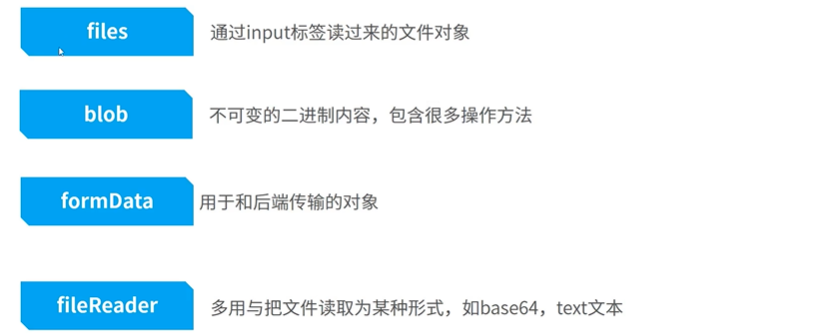 files 通过input标签读过来的文件对象
blob 不可变的二进制内容，包含很多操作方法
formData 用于和后端传输的对象
fileReader 多用与把文件读取为某种形式，如base64，text文本